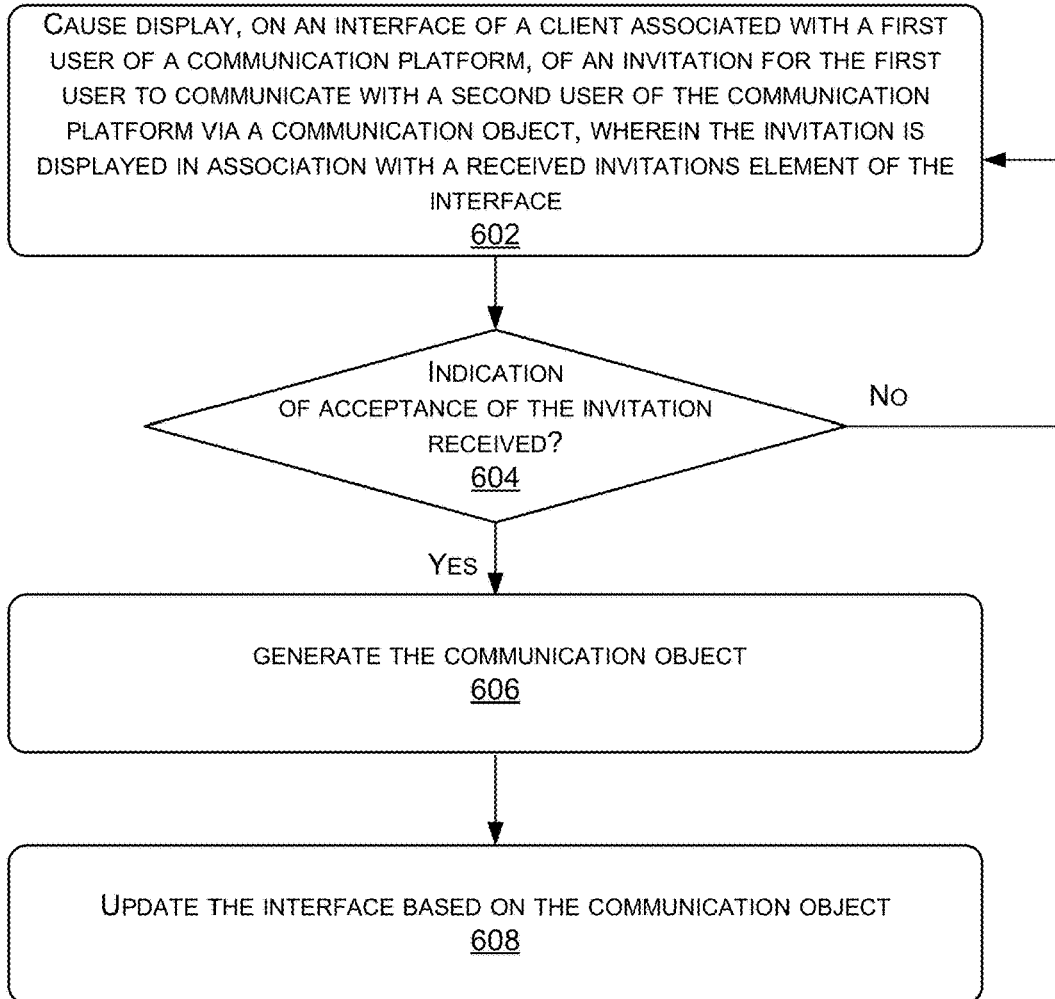 CAUSE DISPLAY, ON AN INTERFACE OF A CLIENT ASSOCIATED WITH A FIRST
USER OF A COMMUNICATION PLATFORM, OF AN INVITATION FOR THE FIRST
USER TO COMMUNICATE WITH A SECOND USER OF THE COMMUNICATION
PLATFORM VIA A COMMUNICATION OBJECT, WHEREIN THE INVITATION IS
DISPLAYED IN ASSOCIATION WITH A RECEIVED INVITATIONS ELEMENT OF THE
INTERFACE
602
INDICATION
OF ACCEPTANCE OF THE INVITATION
RECEIVED?
604
NO
YES
GENERATE THE COMMUNICATION OBJECT
606
UPDATE THE INTERFACE BASED ON THE COMMUNICATION OBJECT
608